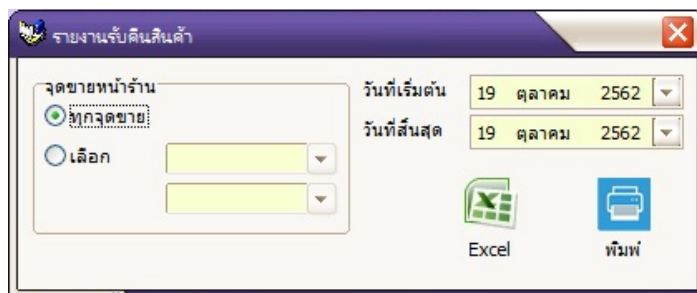 รายงานรับคืนสินค้า
จุดขายหน้าร้าน
ทุกจุดขาย
เลือก
วันที่เริ่มต้น 19 ตุลาคม 2562
วันที่สิ้นสุด 19 ตุลาคม 2562
Excel พิมพ์